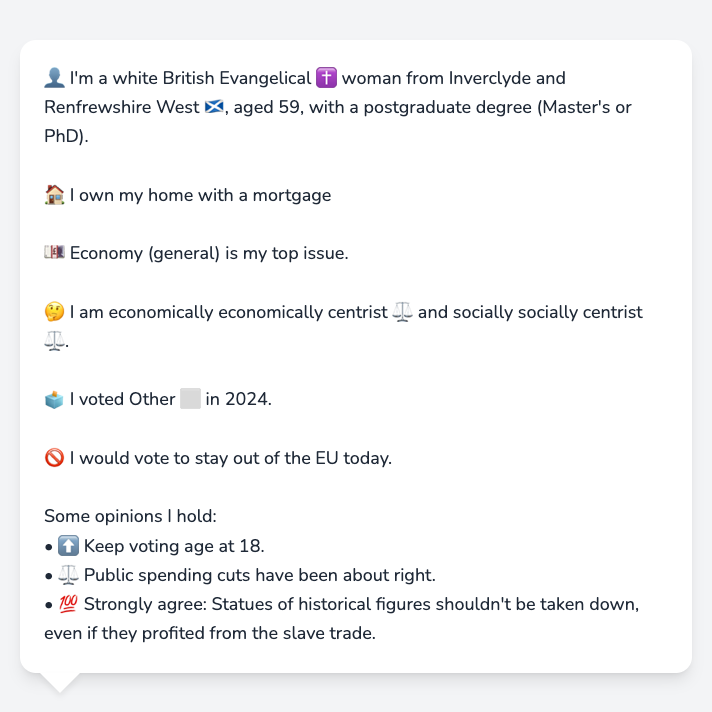 👤 I'm a white British Evangelical ✝️ woman from Inverclyde and
Renfrewshire West 🏴󠁧󠁢󠁳󠁣󠁴󠁿, aged 59, with a postgraduate degree (Master's or
PhD).
🏠 I own my home with a mortgage
💷 Economy (general) is my top issue.
🤔 I am economically economically centrist ⚖️ and socially socially centrist
⚖️.
🗳️ I voted Other ⬜ in 2024.
🚫 I would vote to stay out of the EU today.
Some opinions I hold:
• ⬆️ Keep voting age at 18.
• ⚖️ Public spending cuts have been about right.
• 💯 Strongly agree: Statues of historical figures shouldn't be taken down,
even if they profited from the slave trade.